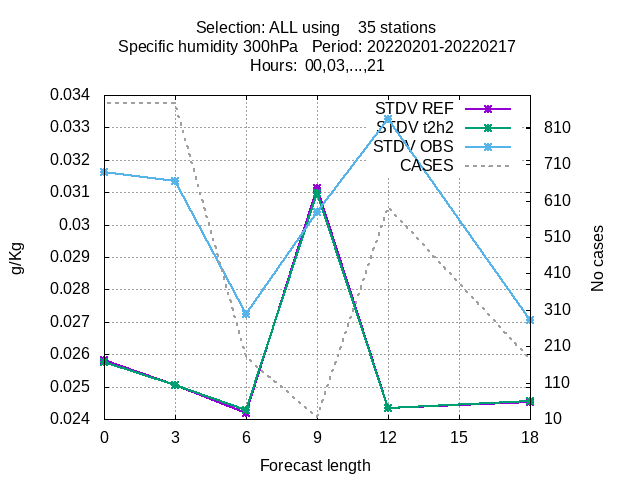 Selection: ALL using    35 stations
Specific humidity 300hPa   Period: 20220201-20220217
Hours:  00,03,...,21
0.034
0.033
0.032
0.031
0.03
0.029
0.028
0.027
0.026
0.025
0.024
g/Kg
STDV REF
STDV t2h2
STDV OBS
CASES
810
710
610
510
410
310
210
110
10
No cases
0 3 6 9 12 15 18
Forecast length